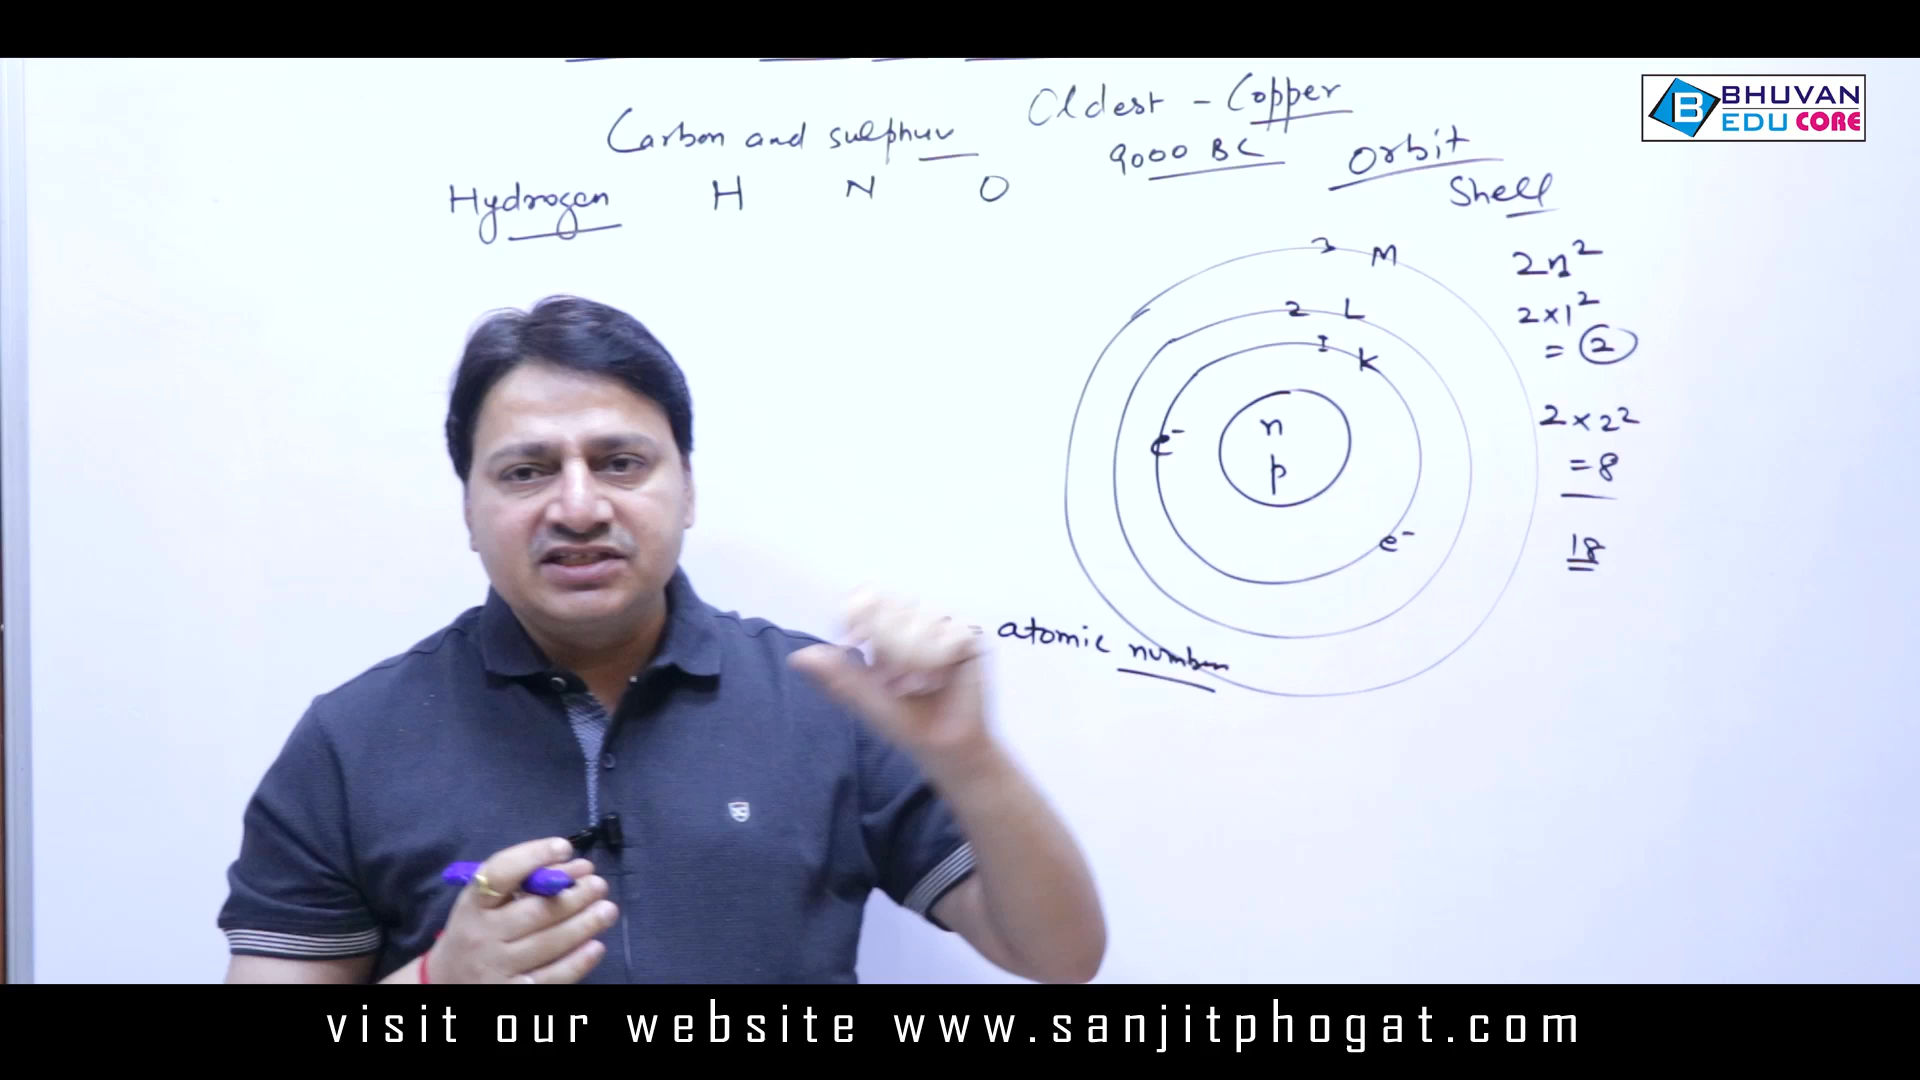 Oldest - Copper
Carbon and sulphur
9000 BC
Orbit
Shell
Hydrogen H N O
3 M
2 L
1 K
n
p
e-
e-
2n²
2×1²
= 2
2×2²
=8
18
= atomic number
BHUVAN
EDU CORE
B
visit our website www.sanjitphogat.com